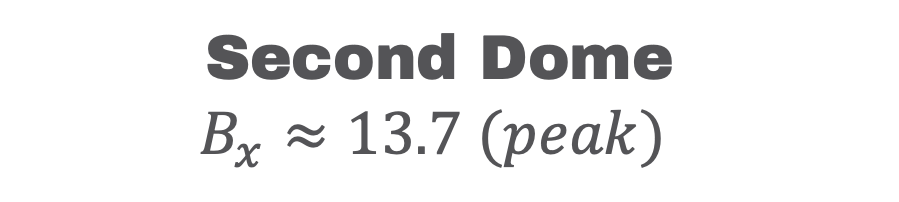 Second Dome
Bₓ ≈ 13.7 (peak)